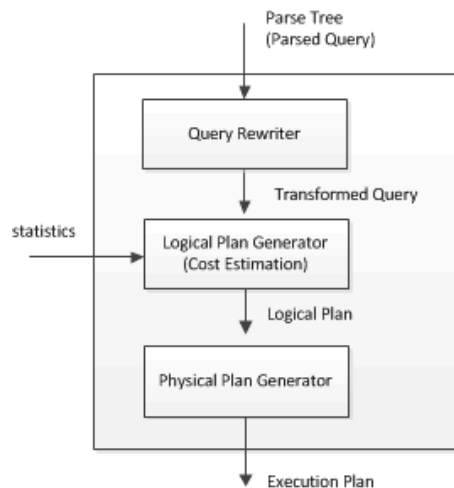 Parse Tree
(Parsed Query)
Query Rewriter
Transformed Query
statistics
Logical Plan Generator
(Cost Estimation)
Logical Plan
Physical Plan Generator
Execution Plan